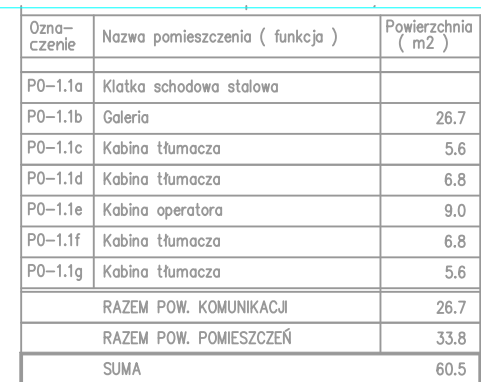 Ozna–
czenie Nazwa pomieszczenia ( funkcja ) Powierzchnia
( m2 )
P0–1.1a Klatka schodowa stalowa
P0–1.1b Galeria 26.7
P0–1.1c Kabina tłumacza 5.6
P0–1.1d Kabina tłumacza 6.8
P0–1.1e Kabina operatora 9.0
P0–1.1f Kabina tłumacza 6.8
P0–1.1g Kabina tłumacza 5.6
RAZEM POW. KOMUNIKACJI 26.7
RAZEM POW. POMIESZCZEŃ 33.8
SUMA 60.5